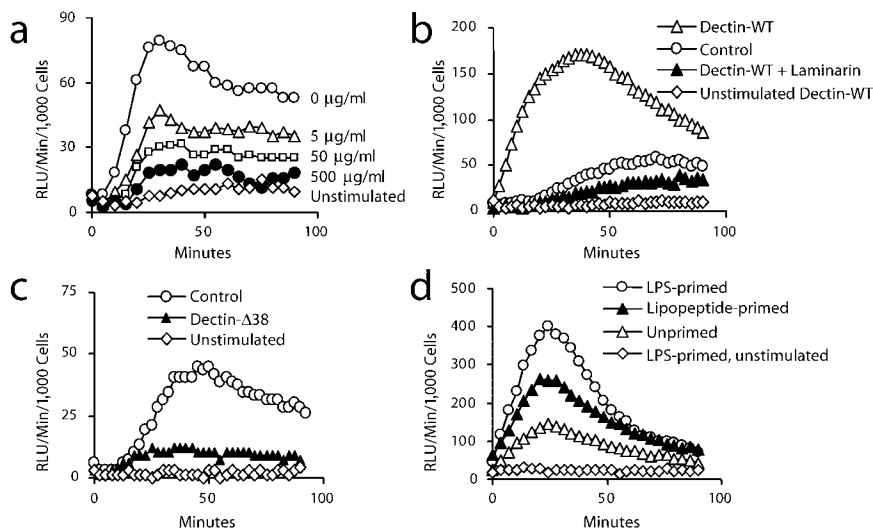 a
RLU/Min/1,000 Cells
90
60
30
0
0 μg/ml
5 μg/ml
50 μg/ml
500 μg/ml
Unstimulated
0
50
100
Minutes
b
RLU/Min/1,000 Cells
200
150
100
50
0
Dectin-WT
Control
Dectin-WT + Laminarin
Unstimulated Dectin-WT
0
50
100
Minutes
c
RLU/Min/1,000 Cells
75
50
25
0
Control
Dectin-Δ38
Unstimulated
0
50
100
Minutes
d
RLU/Min/1,000 Cells
500
400
300
200
100
0
LPS-primed
Lipopeptide-primed
Unprimed
LPS-primed, unstimulated
0
50
100
Minutes